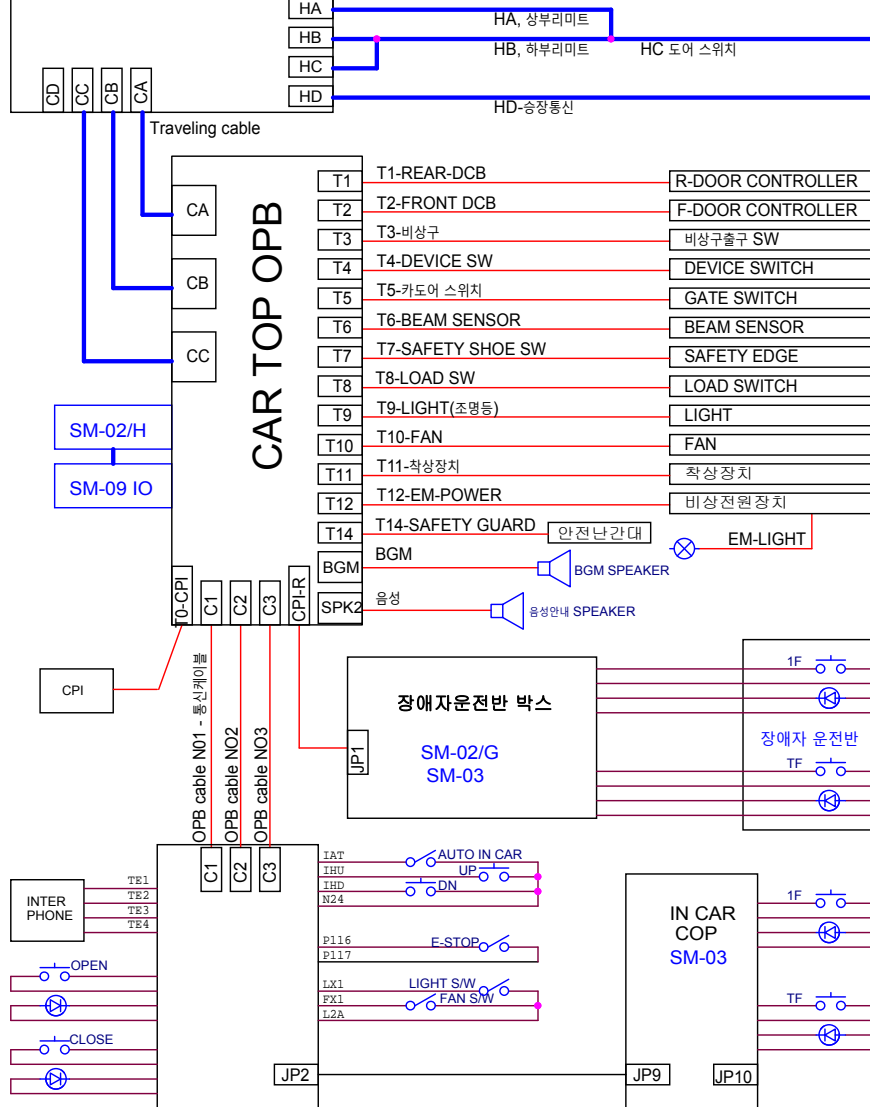 HA
HA, 상부리미트
HB
HB, 하부리미트
HC 도어 스위치
HC
HD
HD-승장통신
CD
CC
CB
CA
Traveling cable
CAR TOP OPB
CA
CB
CC
SM-02/H
SM-09 IO
T1
T1-REAR-DCB
R-DOOR CONTROLLER
T2
T2-FRONT DCB
F-DOOR CONTROLLER
T3
T3-비상구
비상구출구 SW
T4
T4-DEVICE SW
DEVICE SWITCH
T5
T5-카도어 스위치
GATE SWITCH
T6
T6-BEAM SENSOR
BEAM SENSOR
T7
T7-SAFETY SHOE SW
SAFETY EDGE
T8
T8-LOAD SW
LOAD SWITCH
T9
T9-LIGHT(조명등)
LIGHT
T10
T10-FAN
FAN
T11
T11-착상장치
착상장치
T12
T12-EM-POWER
비상전원장치
T14
T14-SAFETY GUARD
안전난간대
EM-LIGHT
BGM
BGM
BGM SPEAKER
SPK2
음성
음성안내 SPEAKER
T0-CPI
C1
C2
C3
CPI-R
CPI
OPB cable N01 - 통신케이블
OPB cable NO2
OPB cable NO3
장애자운전반 박스
SM-02/G
SM-03
JP1
1F
장애자 운전반
TF
C1
C2
C3
INTER
PHONE
TE1
TE2
TE3
TE4
OPEN
CLOSE
IAT
AUTO IN CAR
IHU
UP
IHD
DN
N24
P116
E-STOP
P117
LX1
LIGHT S/W
FX1
FAN S/W
L2A
JP2
IN CAR
COP
SM-03
JP9
JP10
1F
TF